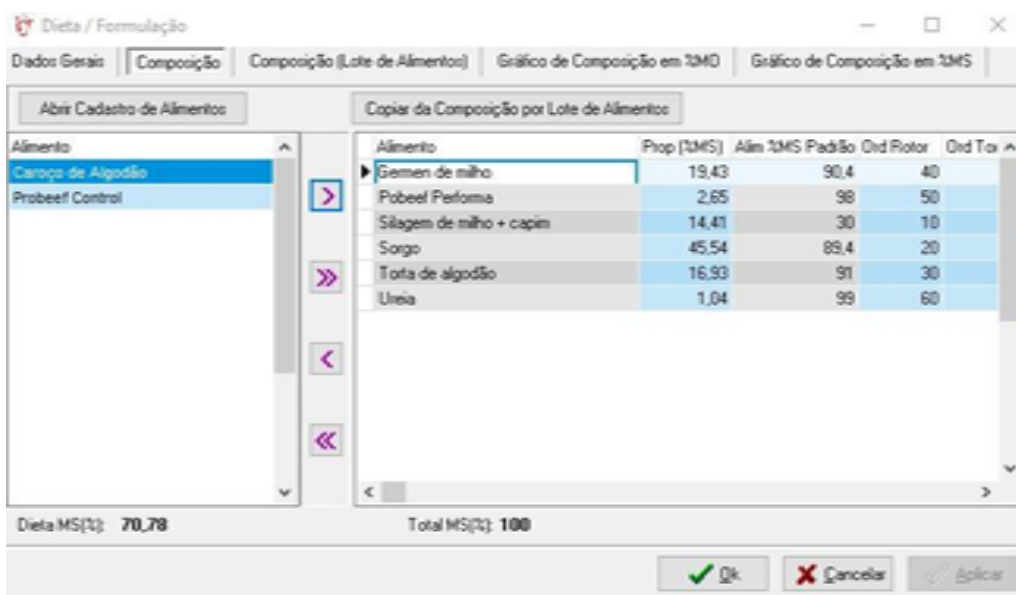 Dieta / Formulação
Dados Gerais Composição Composição (Lote de Alimentos) Gráfico de Composição em %MO Gráfico de Composição em %MS
Abrir Cadastro de Alimentos Copiar da Composição por Lote de Alimentos
Alimento Alimento Prop (%MS) Alim %MS Padrão Ord Rotor Ord Tor
Caroço de Algodão Germen de milho 19,43 90,4 40
Probeef Control Pobeef Performa 2,65 98 50
Silagem de milho + capim 14,41 30 10
Sorgo 45,54 89,4 20
Torta de algodão 16,93 91 30
Ureia 1,04 99 60
Dieta MS(%): 70,78 Total MS(%): 100
Ok Cancelar Aplicar